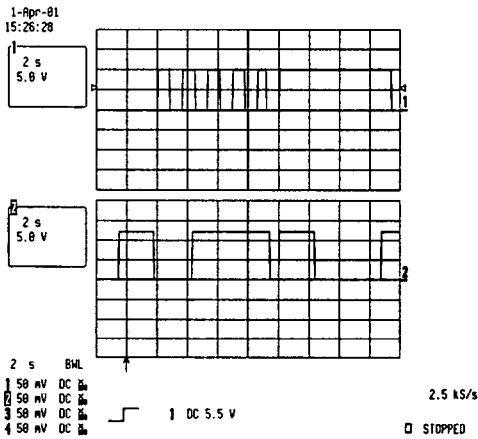 1-Apr-01
15:26:28
1
2 s
5.0 V
1
2
2 s
5.0 V
2
2 s BWL
1 50 mV DC
2 50 mV DC
3 50 mV DC
4 50 mV DC
1 DC 5.5 V
2.5 kS/s
STOPPED